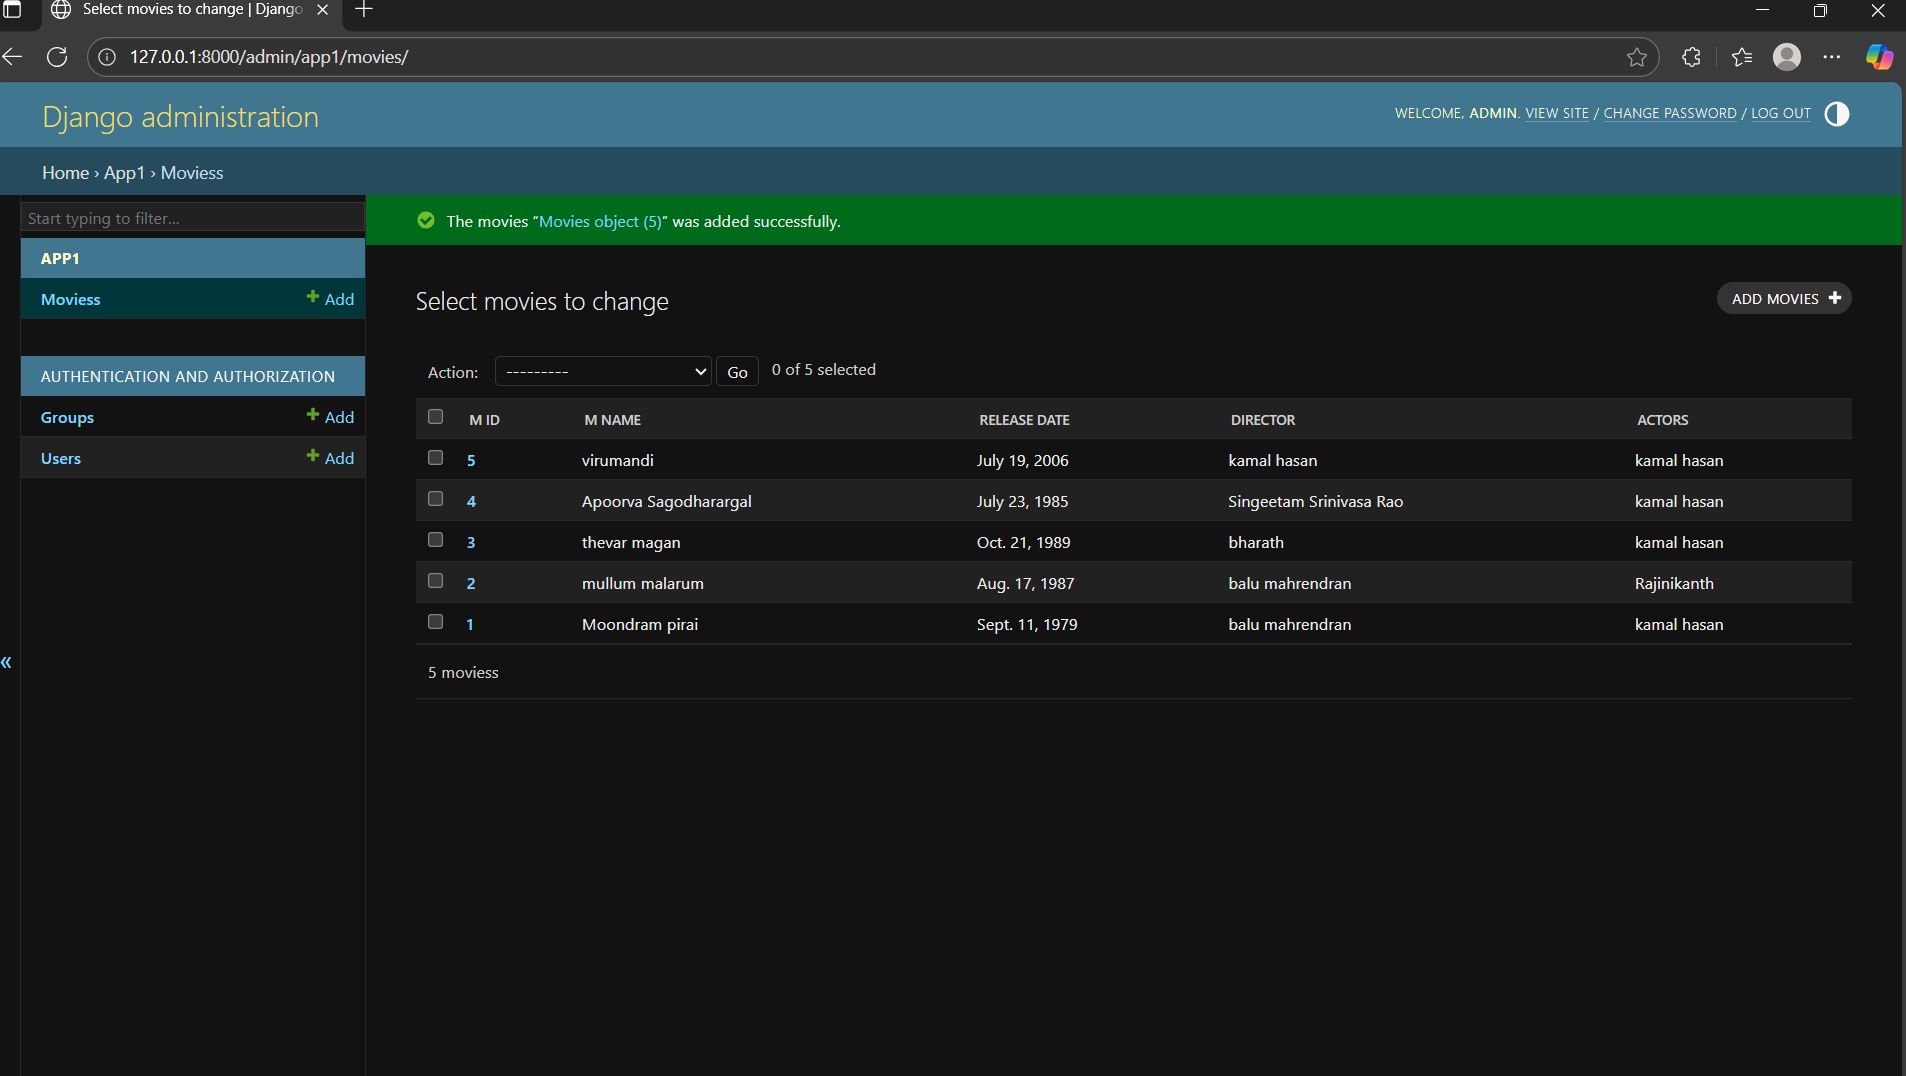 Select movies to change | Django
127.0.0.1:8000/admin/app1/movies/
Django administration
WELCOME, ADMIN. VIEW SITE / CHANGE PASSWORD / LOG OUT
Home › App1 › Moviess
Start typing to filter...
The movies “Movies object (5)” was added successfully.
APP1
Moviess Add
AUTHENTICATION AND AUTHORIZATION
Groups Add
Users Add
Select movies to change
ADD MOVIES
Action: --------- Go 0 of 5 selected
M ID M NAME RELEASE DATE DIRECTOR ACTORS
5 virumandi July 19, 2006 kamal hasan kamal hasan
4 Apoorva Sagodharargal July 23, 1985 Singeetam Srinivasa Rao kamal hasan
3 thevar magan Oct. 21, 1989 bharath kamal hasan
2 mullum malarum Aug. 17, 1987 balu mahrendran Rajinikanth
1 Moondram pirai Sept. 11, 1979 balu mahrendran kamal hasan
«
5 moviess